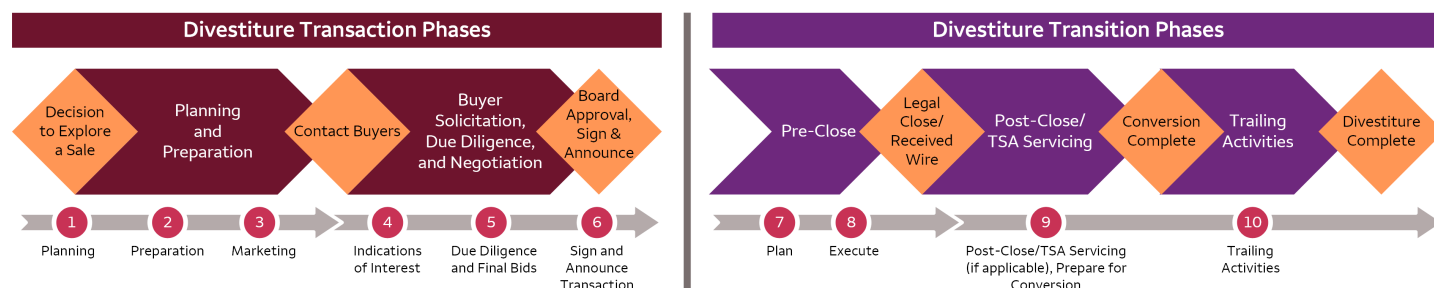 Divestiture Transaction Phases
Decision
to Explore
a Sale
Planning
and
Preparation
Contact Buyers
Buyer
Solicitation,
Due Diligence,
and Negotiation
Board
Approval,
Sign &
Announce
1
2
3
4
5
6
Planning
Preparation
Marketing
Indications
of Interest
Due Diligence
and Final Bids
Sign and
Announce
Transaction
Divestiture Transition Phases
Pre-Close
Legal
Close/
Received
Wire
Post-Close/
TSA Servicing
Conversion
Complete
Trailing
Activities
Divestiture
Complete
7
8
9
10
Plan
Execute
Post-Close/TSA Servicing
(if applicable), Prepare for
Conversion
Trailing
Activities